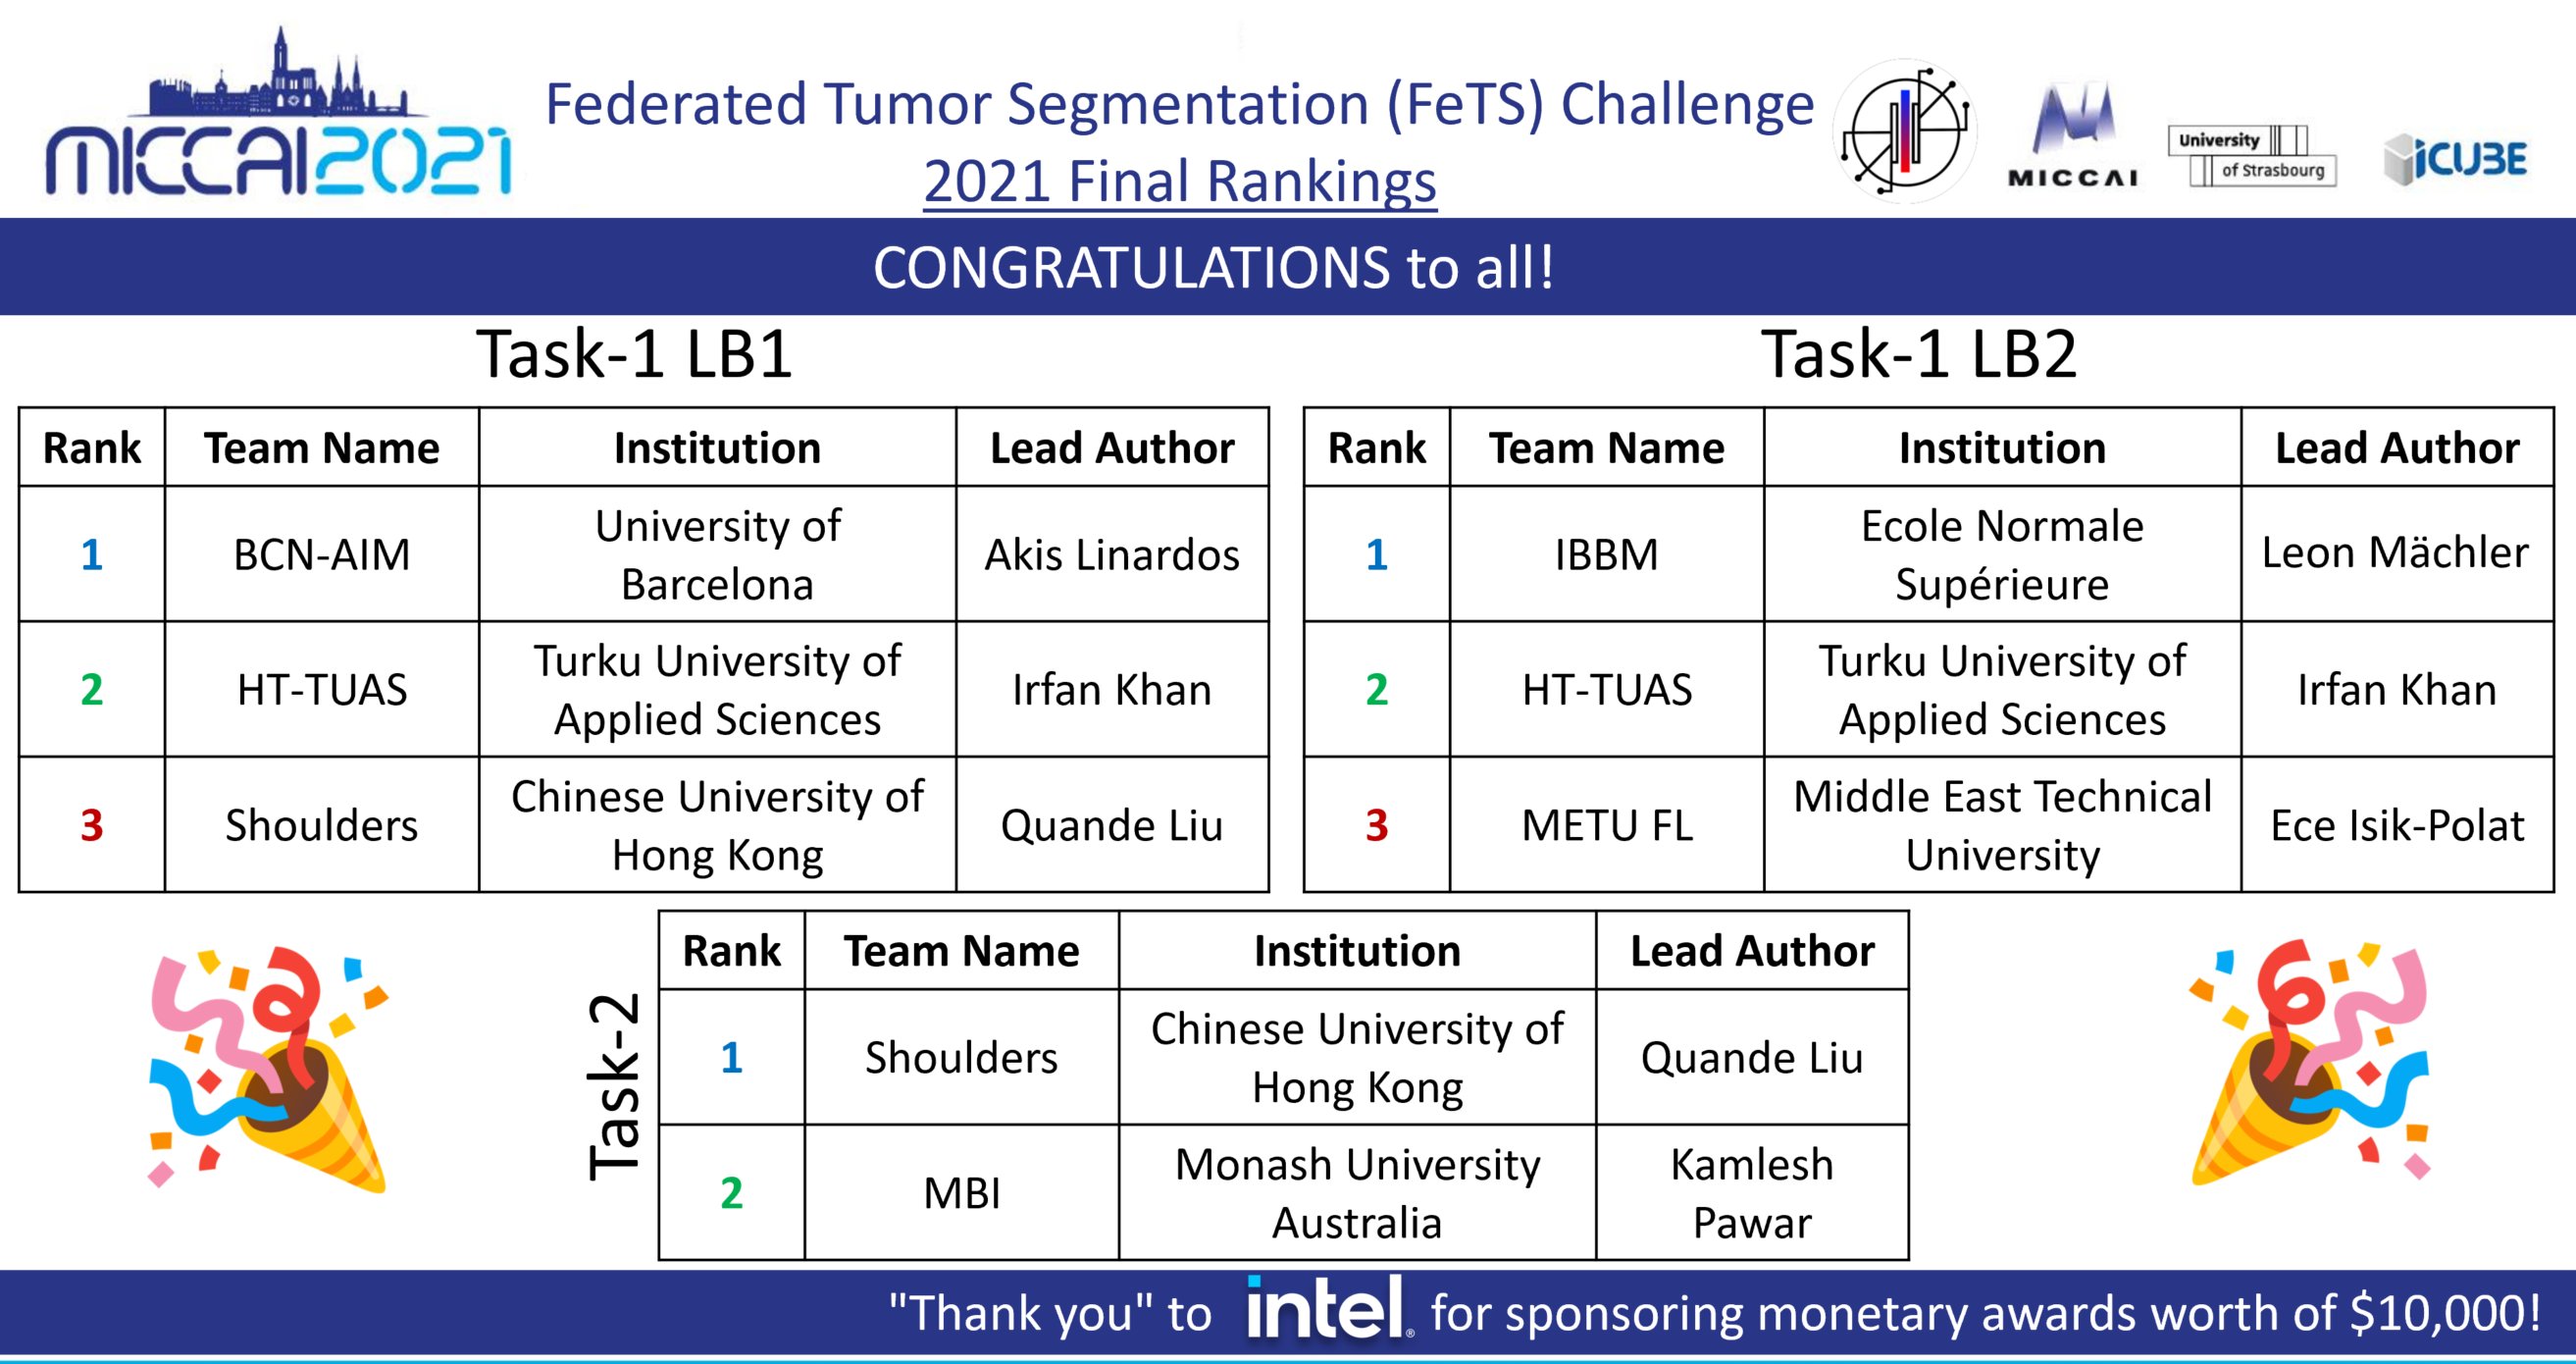 MICCAI2021
Federated Tumor Segmentation (FeTS) Challenge
2021 Final Rankings
MICCAI
University
of Strasbourg
iCUBE
CONGRATULATIONS to all!
Task-1 LB1
Rank Team Name Institution Lead Author
1 BCN-AIM University of Barcelona Akis Linardos
2 HT-TUAS Turku University of Applied Sciences Irfan Khan
3 Shoulders Chinese University of Hong Kong Quande Liu
Task-1 LB2
Rank Team Name Institution Lead Author
1 IBBM Ecole Normale Supérieure Leon Mächler
2 HT-TUAS Turku University of Applied Sciences Irfan Khan
3 METU FL Middle East Technical University Ece Isik-Polat
Task-2
Rank Team Name Institution Lead Author
1 Shoulders Chinese University of Hong Kong Quande Liu
2 MBI Monash University Australia Kamlesh Pawar
"Thank you" to intel® for sponsoring monetary awards worth of $10,000!